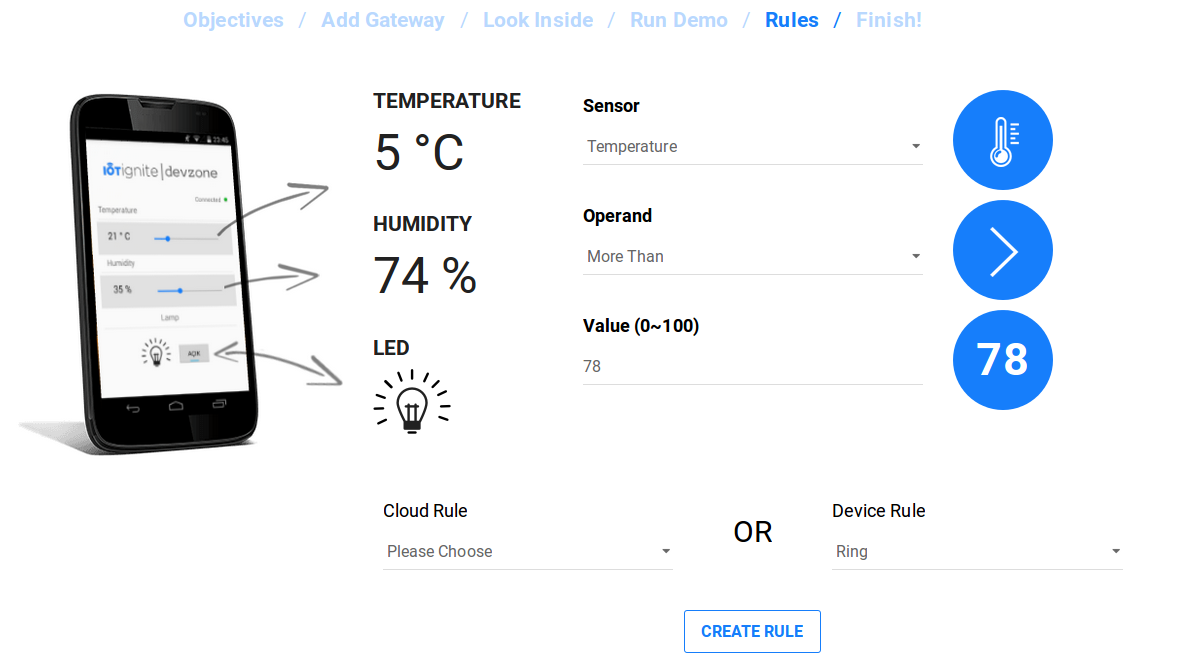 Objectives / Add Gateway / Look Inside / Run Demo / Rules / Finish!
TEMPERATURE
5 °C
HUMIDITY
74 %
LED
Sensor
Temperature
Operand
More Than
Value (0~100)
78
78
IOTignite|devzone
Connected
Temperature
21 ° C
Humidity
35 %
Lamp
Cloud Rule
Please Choose
OR
Device Rule
Ring
CREATE RULE